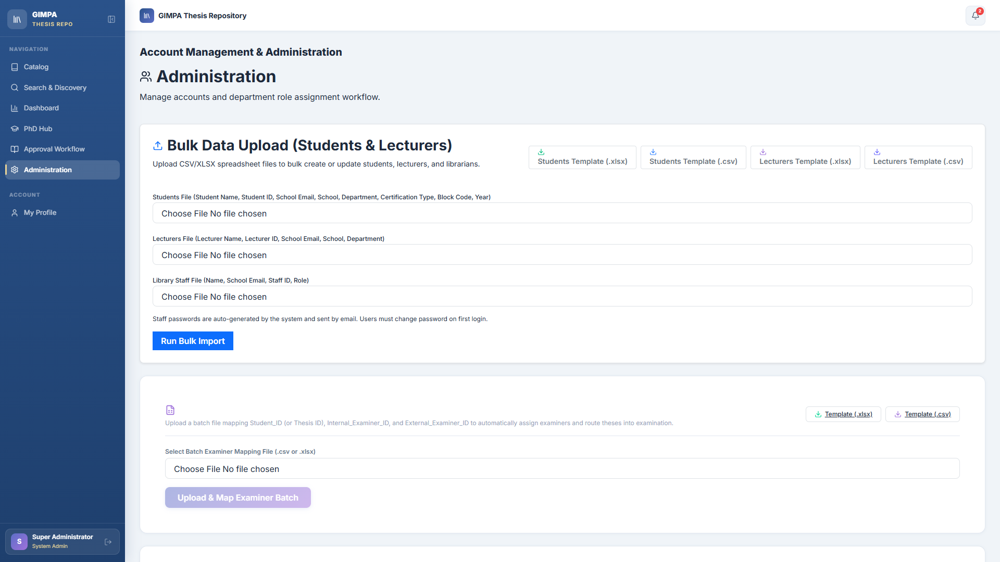 GIMPA
THESIS REPO
NAVIGATION
Catalog
Search & Discovery
Dashboard
PhD Hub
Approval Workflow
Administration
ACCOUNT
My Profile
S
Super Administrator
System Admin
GIMPA Thesis Repository
2
Account Management & Administration
Administration
Manage accounts and department role assignment workflow.
Bulk Data Upload (Students & Lecturers)
Upload CSV/XLSX spreadsheet files to bulk create or update students, lecturers, and librarians.
Students Template (.xlsx)
Students Template (.csv)
Lecturers Template (.xlsx)
Lecturers Template (.csv)
Students File (Student Name, Student ID, School Email, School, Department, Certification Type, Block Code, Year)
Choose File No file chosen
Lecturers File (Lecturer Name, Lecturer ID, School Email, School, Department)
Choose File No file chosen
Library Staff File (Name, School Email, Staff ID, Role)
Choose File No file chosen
Staff passwords are auto-generated by the system and sent by email. Users must change password on first login.
Run Bulk Import
Upload a batch file mapping Student_ID (or Thesis ID), Internal_Examiner_ID, and External_Examiner_ID to automatically assign examiners and route theses into examination.
Template (.xlsx)
Template (.csv)
Select Batch Examiner Mapping File (.csv or .xlsx)
Choose File No file chosen
Upload & Map Examiner Batch